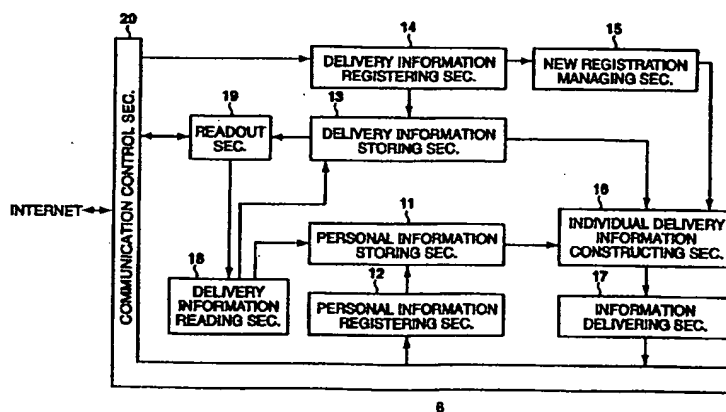 20
14
DELIVERY INFORMATION
REGISTERING SEC.
15
NEW REGISTRATION
MANAGING SEC.
19
READOUT
SEC.
13
DELIVERY INFORMATION
STORING SEC.
INTERNET
COMMUNICATION CONTROL SEC.
11
PERSONAL INFORMATION
STORING SEC.
16
INDIVIDUAL DELIVERY
INFORMATION
CONSTRUCTING SEC.
18
DELIVERY
INFORMATION
READING SEC.
12
PERSONAL INFORMATION
REGISTERING SEC.
17
INFORMATION
DELIVERING SEC.
6